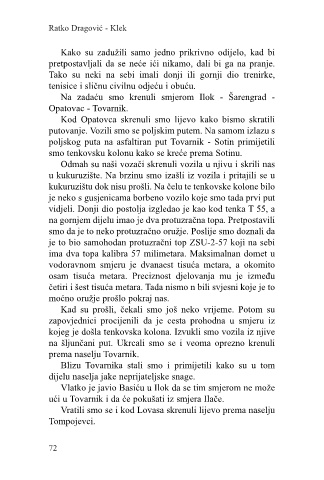 Ratko Dragović - Klek
Kako su zadužili samo jedno prikrivno odijelo, kad bi
pretpostavljali da se neće ići nikamo, dali bi ga na pranje.
Tako su neki na sebi imali donji ili gornji dio trenirke,
tenisice i sličnu civilnu odjeću i obuću.
Na zadaću smo krenuli smjerom Ilok - Šarengrad -
Opatovac - Tovarnik.
Kod Opatovca skrenuli smo lijevo kako bismo skratili
putovanje. Vozili smo se poljskim putem. Na samom izlazu s
poljskog puta na asfaltiran put Tovarnik - Sotin primijetili
smo tenkovsku kolonu kako se kreće prema Sotinu.
Odmah su naši vozači skrenuli vozila u njivu i skrili nas
u kukuruzište. Na brzinu smo izašli iz vozila i pritajili se u
kukuruzištu dok nisu prošli. Na čelu te tenkovske kolone bilo
je neko s gusjenicama borbeno vozilo koje smo tada prvi put
vidjeli. Donji dio postolja izgledao je kao kod tenka T 55, a
na gornjem dijelu imao je dva protuzračna topa. Pretpostavili
smo da je to neko protuzračno oružje. Poslije smo doznali da
je to bio samohodan protuzračni top ZSU-2-57 koji na sebi
ima dva topa kalibra 57 milimetara. Maksimalnan domet u
vodoravnom smjeru je dvanaest tisuća metara, a okomito
osam tisuća metara. Preciznost djelovanja mu je između
četiri i šest tisuća metara. Tada nismo n bili svjesni koje je to
moćno oružje prošlo pokraj nas.
Kad su prošli, čekali smo još neko vrijeme. Potom su
zapovjednici procijenili da je cesta prohodna u smjeru iz
kojeg je došla tenkovska kolona. Izvukli smo vozila iz njive
na šljunčani put. Ukrcali smo se i veoma oprezno krenuli
prema naselju Tovarnik.
Blizu Tovarnika stali smo i primijetili kako su u tom
dijelu naselja jake neprijateljske snage.
Vlatko je javio Basiću u Ilok da se tim smjerom ne može
ući u Tovarnik i da će pokušati iz smjera Ilače.
Vratili smo se i kod Lovasa skrenuli lijevo prema naselju
Tompojevci.
72